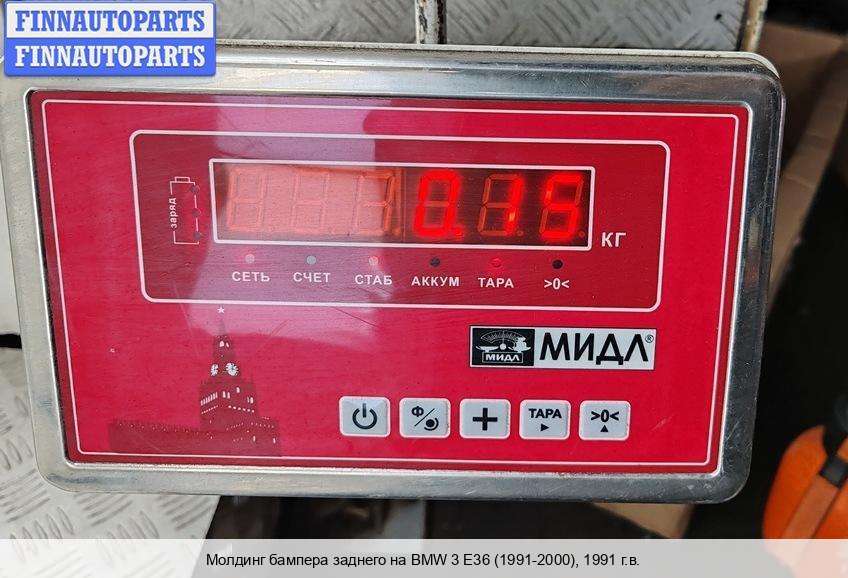 FINNAUTOPARTS
FINNAUTOPARTS
0.15
КГ
заряд
СЕТЬ СЧЕТ СТАБ АККУМ ТАРА >0<
МИДЛ МИДЛ®
Ф + ТАРА >0<
Молдинг бампера заднего на BMW 3 E36 (1991-2000), 1991 г.в.